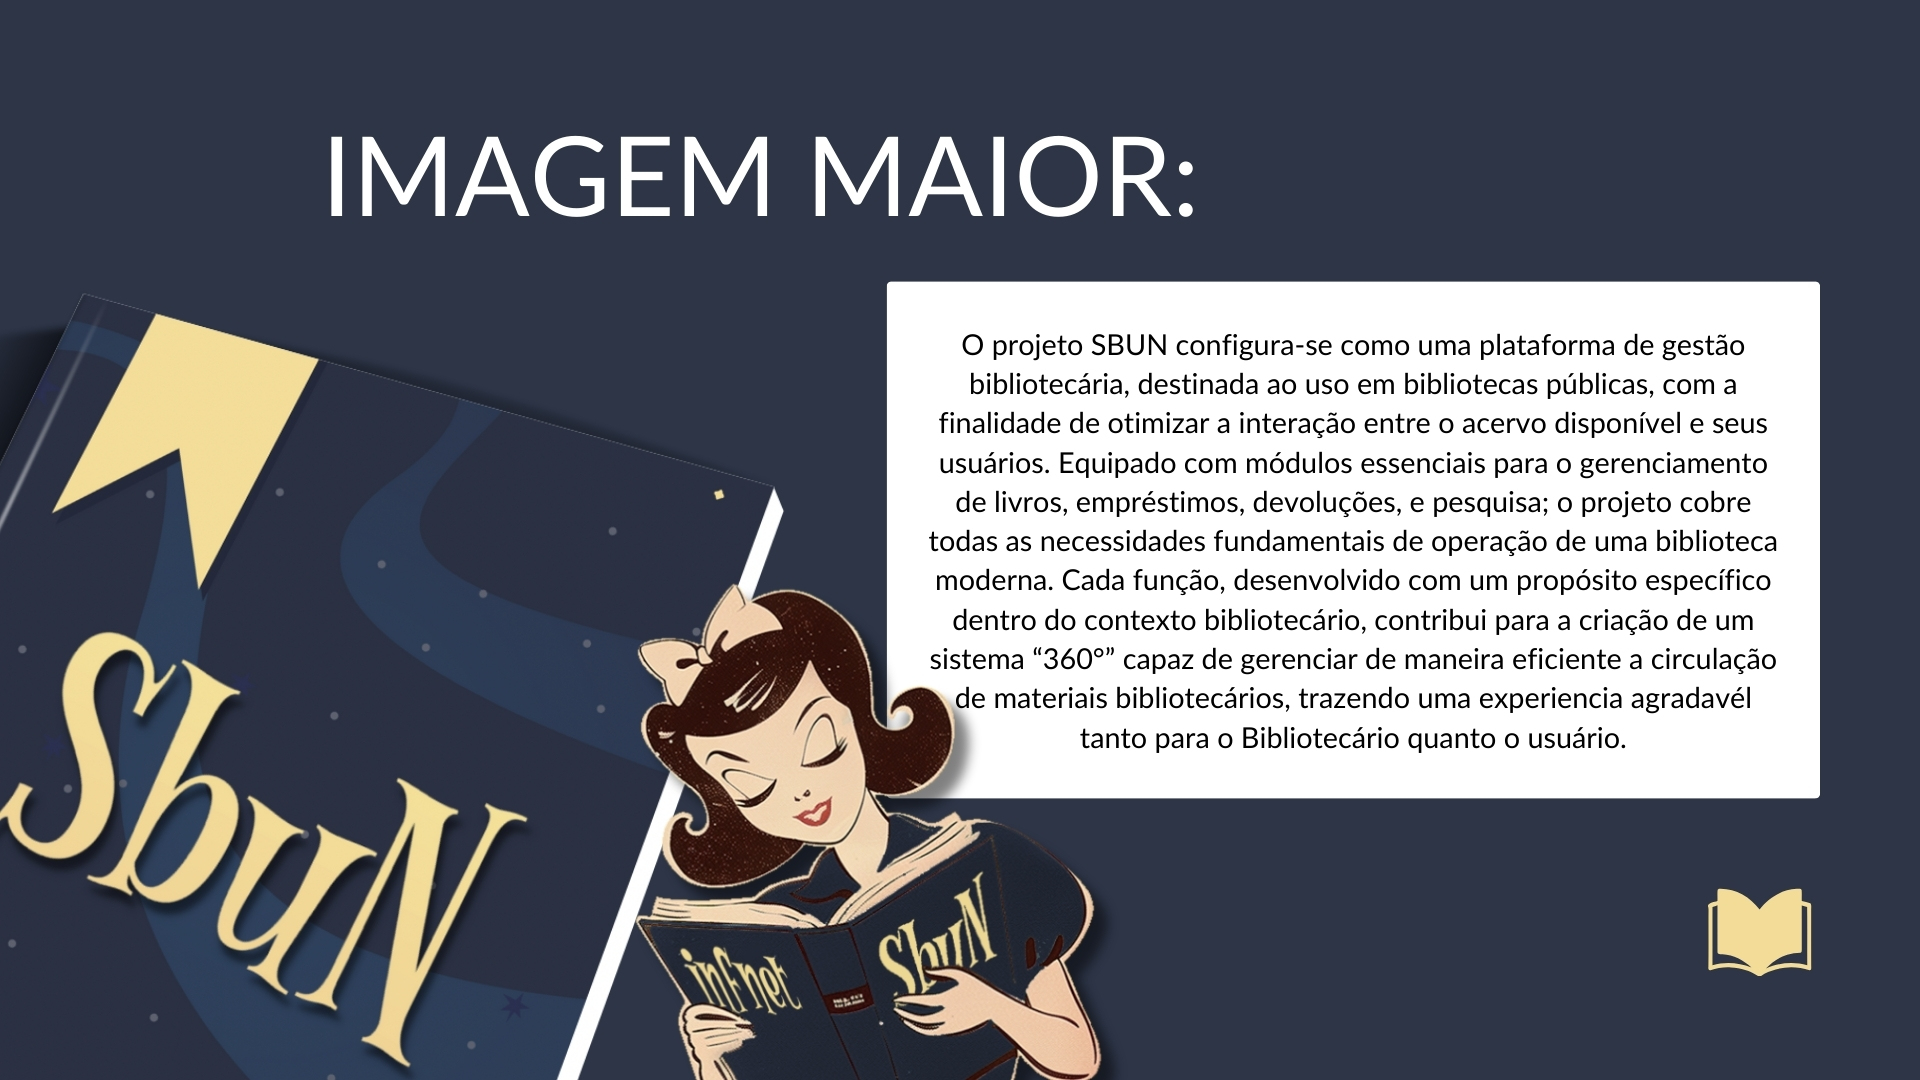 IMAGEM MAIOR:
O projeto SBUN configura-se como uma plataforma de gestão
bibliotecária, destinada ao uso em bibliotecas públicas, com a
finalidade de otimizar a interação entre o acervo disponível e seus
usuários. Equipado com módulos essenciais para o gerenciamento
de livros, empréstimos, devoluções, e pesquisa; o projeto cobre
todas as necessidades fundamentais de operação de uma biblioteca
moderna. Cada função, desenvolvido com um propósito específico
dentro do contexto bibliotecário, contribui para a criação de um
sistema “360°” capaz de gerenciar de maneira eficiente a circulação
de materiais bibliotecários, trazendo uma experiencia agradavél
tanto para o Bibliotecário quanto o usuário.
SbuN
infnet
SbuN